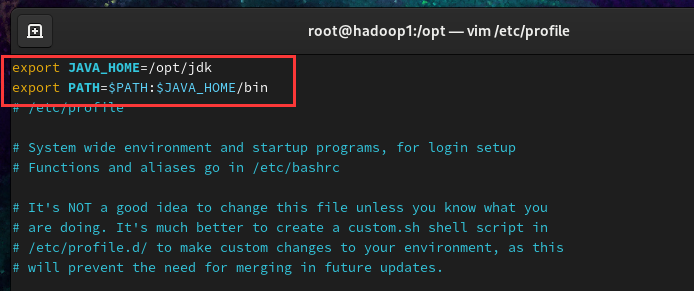 root@hadoop1:/opt — vim /etc/profile
export JAVA_HOME=/opt/jdk
export PATH=$PATH:$JAVA_HOME/bin
# /etc/profile
# System wide environment and startup programs, for login setup
# Functions and aliases go in /etc/bashrc
# It's NOT a good idea to change this file unless you know what you
# are doing. It's much better to create a custom.sh shell script in
# /etc/profile.d/ to make custom changes to your environment, as this
# will prevent the need for merging in future updates.